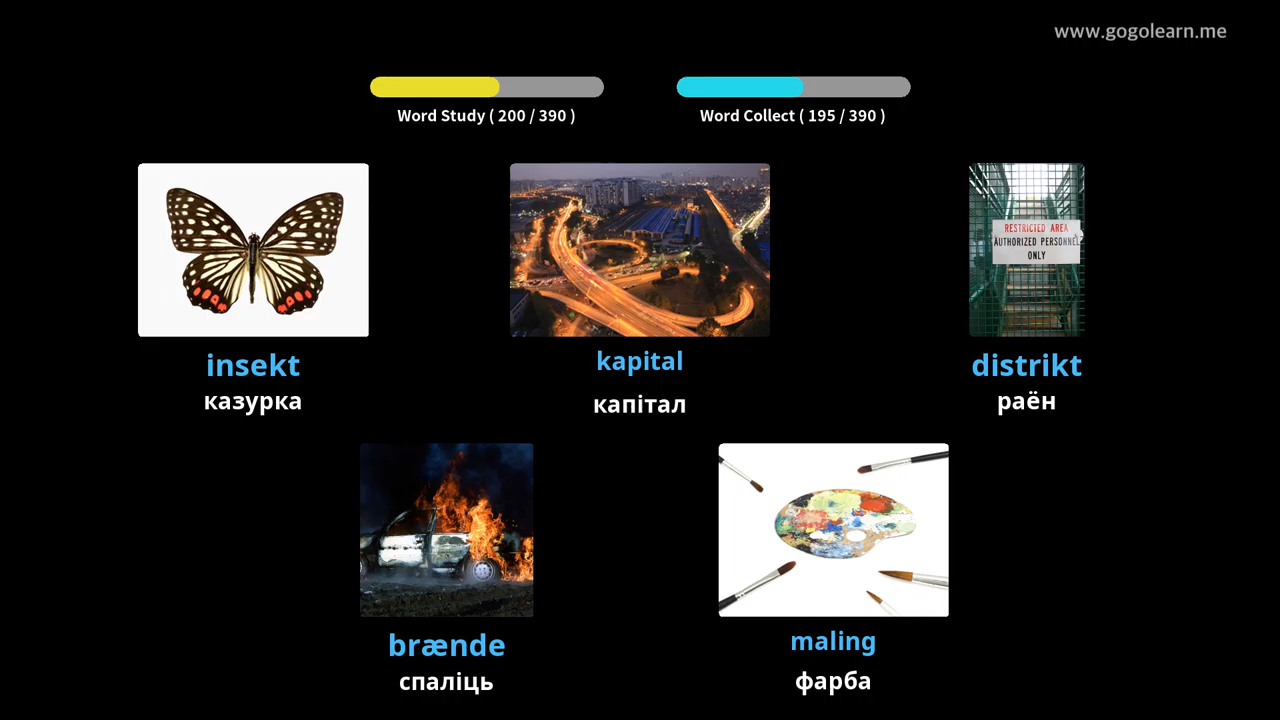 www.gogolearn.me
Word Study ( 200 / 390 )
Word Collect ( 195 / 390 )
RESTRICTED AREA
AUTHORIZED PERSONNEL
ONLY
insekt
казурка
kapital
капітал
distrikt
раён
brænde
спаліць
maling
фарба